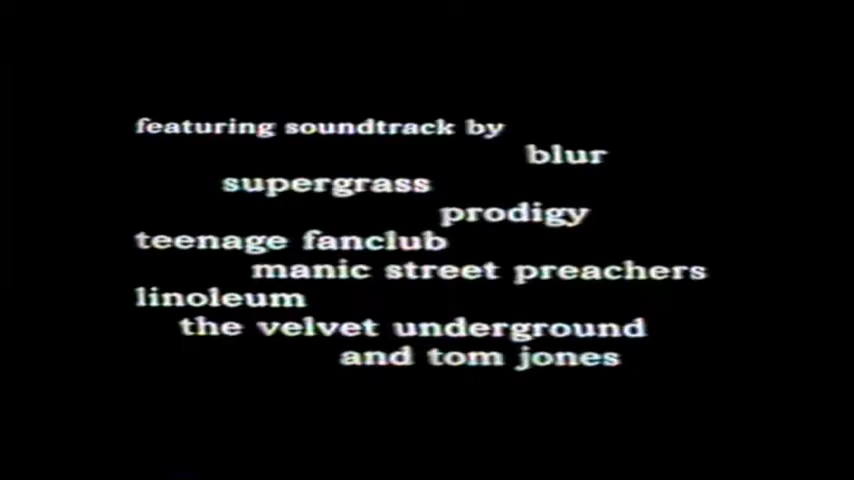 featuring soundtrack by
blur
supergrass
prodigy
teenage fanclub
manic street preachers
linoleum
the velvet underground
and tom jones